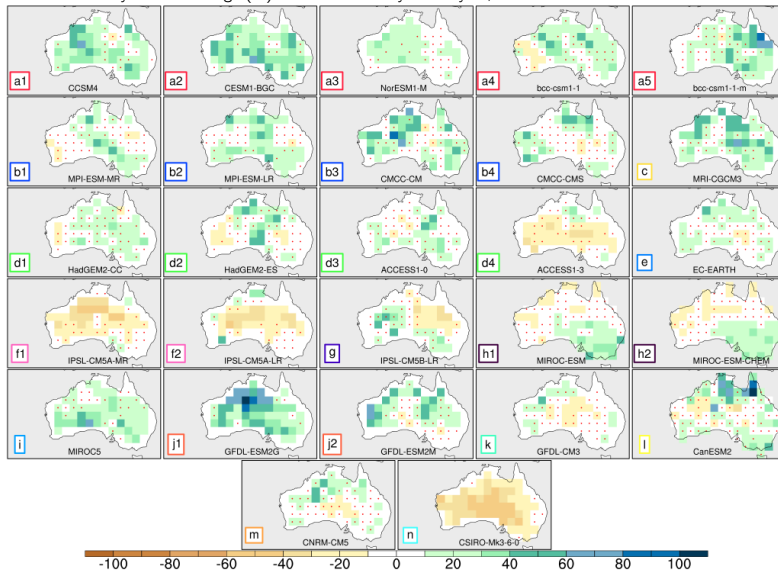 a1 CCSM4
a2 CESM1-BGC
a3 NorESM1-M
a4 bcc-csm1-1
a5 bcc-csm1-1-m
b1 MPI-ESM-MR
b2 MPI-ESM-LR
b3 CMCC-CM
b4 CMCC-CMS
c MRI-CGCM3
d1 HadGEM2-CC
d2 HadGEM2-ES
d3 ACCESS1-0
d4 ACCESS1-3
e EC-EARTH
f1 IPSL-CM5A-MR
f2 IPSL-CM5A-LR
g IPSL-CM5B-LR
h1 MIROC-ESM
h2 MIROC-ESM-CHEM
i MIROC5
j1 GFDL-ESM2G
j2 GFDL-ESM2M
k GFDL-CM3
l CanESM2
m CNRM-CM5
n CSIRO-Mk3-6-0
-100 -80 -60 -40 -20 0 20 40 60 80 100